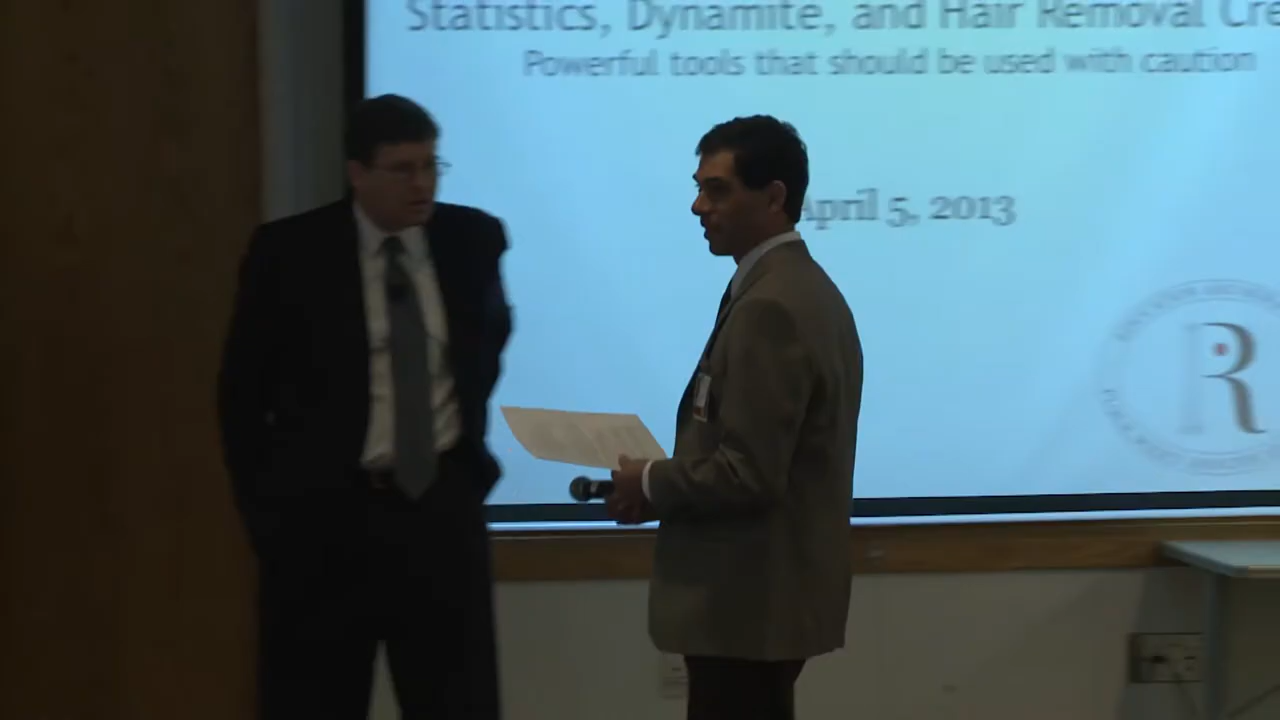 Statistics, Dynamite, and Hair Removal Cre
Powerful tools that should be used with caution
April 5, 2013
R